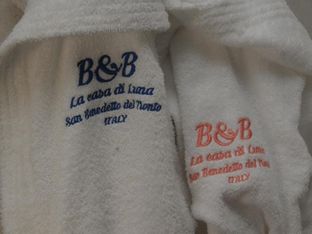 B&B
La casa di Luna
San Benedetto del Tronto
ITALY
B&B
La casa di Luna
San Benedetto del Tronto
ITALY